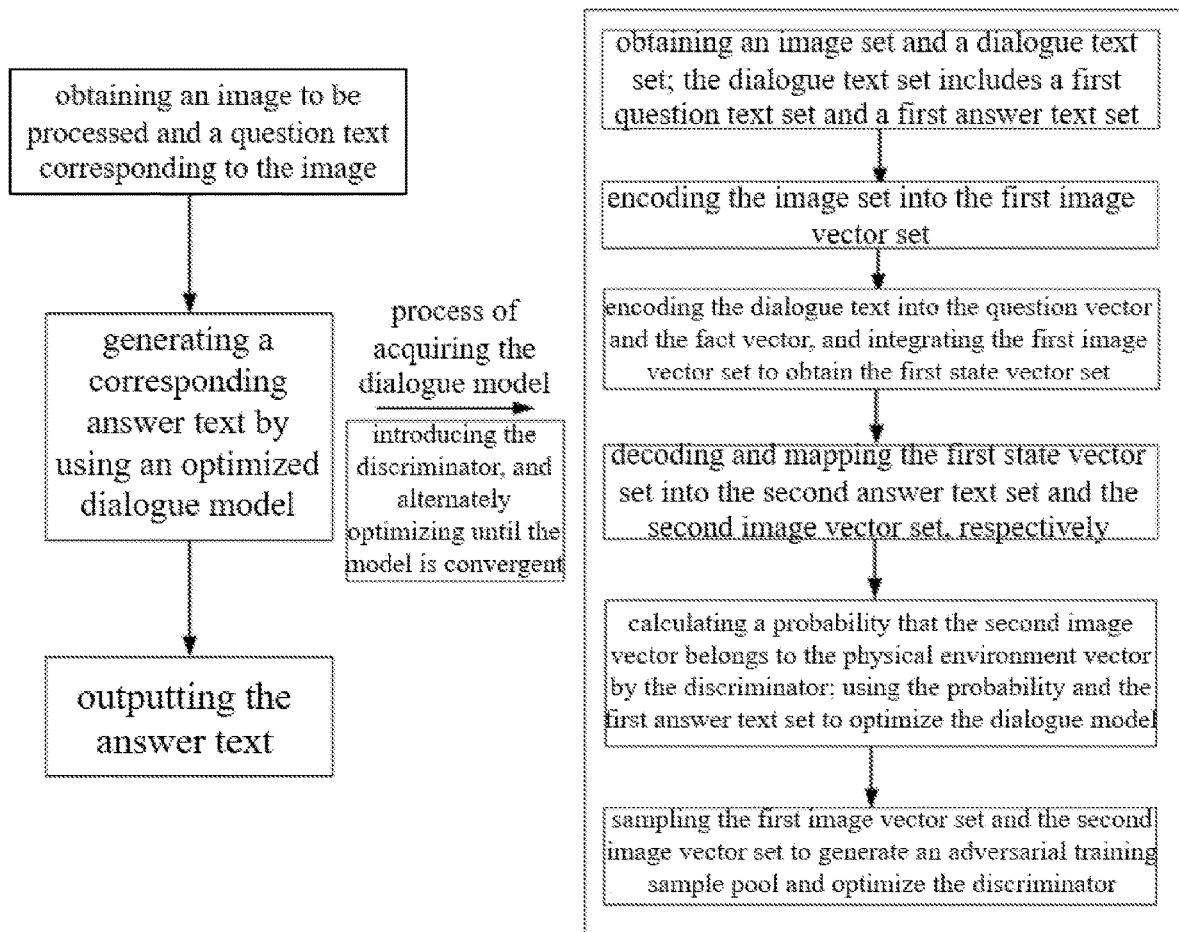 obtaining an image to be
processed and a question text
corresponding to the image
generating a
corresponding
answer text by
using an optimized
dialogue model
outputting the
answer text
process of
acquiring the
dialogue model
introducing the
discriminator, and
alternately
optimizing until the
model is convergent
obtaining an image set and a dialogue text
set; the dialogue text set includes a first
question text set and a first answer text set
encoding the image set into the first image
vector set
encoding the dialogue text into the question vector
and the fact vector, and integrating the first image
vector set to obtain the first state vector set
decoding and mapping the first state vector
set into the second answer text set and the
second image vector set, respectively
calculating a probability that the second image
vector belongs to the physical environment vector
by the discriminator; using the probability and the
first answer text set to optimize the dialogue model
sampling the first image vector set and the second
image vector set to generate an adversarial training
sample pool and optimize the discriminator